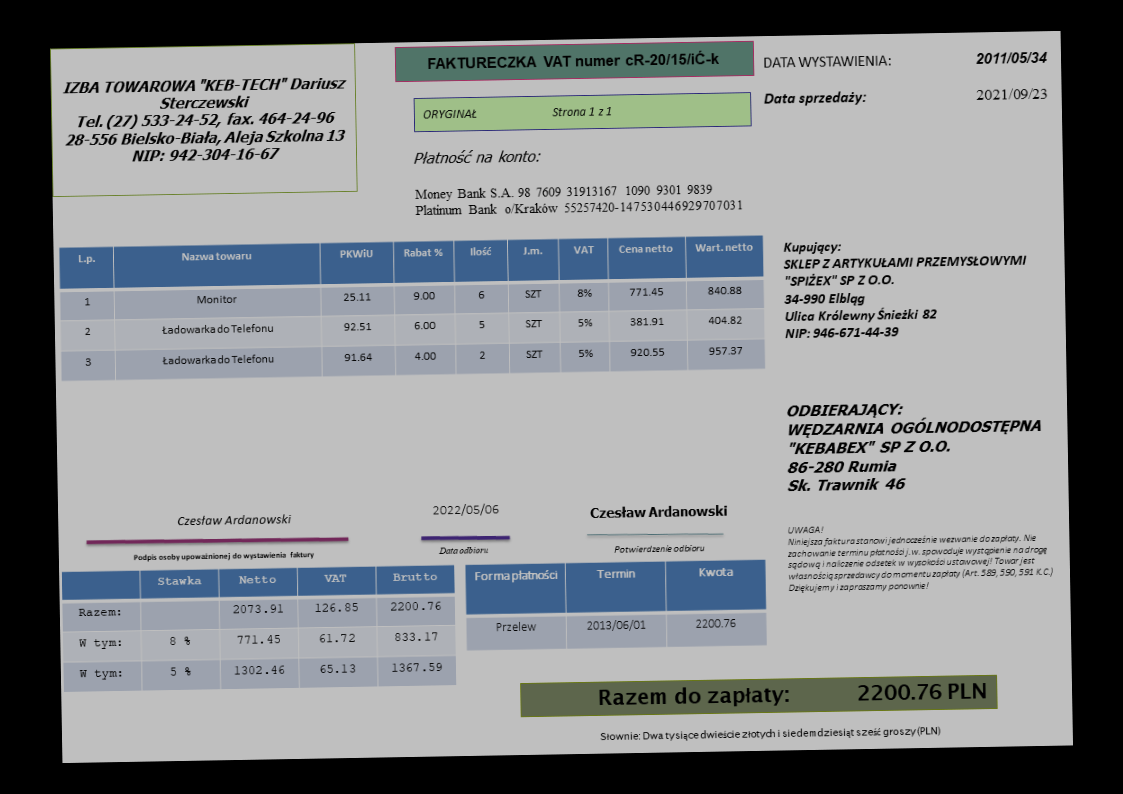 IZBA TOWAROWA "KEB-TECH" Dariusz
Sterczewski
Tel. (27) 533-24-52, fax. 464-24-96
28-556 Bielsko-Biała, Aleja Szkolna 13
NIP: 942-304-16-67
FAKTURECZKA VAT numer cR-20/15/iĆ-k
ORYGINAŁ Strona 1 z 1
DATA WYSTAWIENIA: 2011/05/34
Data sprzedaży: 2021/09/23
Płatność na konto:
Money Bank S.A. 98 7609 31913167 1090 9301 9839
Platinum Bank o/Kraków 55257420-147530446929707031
L.p. Nazwa towaru PKWiU Rabat % Ilość J.m. VAT Cena netto Wart. netto
1 Monitor 25.11 9.00 6 SZT 8% 771.45 840.88
2 Ładowarka do Telefonu 92.51 6.00 5 SZT 5% 381.91 404.82
3 Ładowarka do Telefonu 91.64 4.00 2 SZT 5% 920.55 957.37
Kupujący:
SKLEP Z ARTYKUŁAMI PRZEMYSŁOWYMI
"SPIŻEX" SP Z O.O.
34-990 Elbląg
Ulica Królewny Śnieżki 82
NIP: 946-671-44-39
ODBIERAJĄCY:
WĘDZARNIA OGÓLNODOSTĘPNA
"KEBABEX" SP Z O.O.
86-280 Rumia
Sk. Trawnik 46
UWAGA!
Niniejsza faktura stanowi jednocześnie wezwanie do zapłaty. Nie
zachowanie terminu płatności j.w. spowoduje wystąpienie na drogę
sądową i naliczenie odsetek w wysokości ustawowej! Towar jest
własnością sprzedawcy do momentu zapłaty (Art. 589, 590, 591 K.C.)
Dziękujemy i zapraszamy ponownie!
Czesław Ardanowski
Podpis osoby upoważnionej do wystawienia faktury
2022/05/06
Data odbioru
Czesław Ardanowski
Potwierdzenie odbioru
Stawka Netto VAT Brutto
Razem: 2073.91 126.85 2200.76
W tym: 8 % 771.45 61.72 833.17
W tym: 5 % 1302.46 65.13 1367.59
Forma płatności Termin Kwota
Przelew 2013/06/01 2200.76
Razem do zapłaty: 2200.76 PLN
Słownie: Dwa tysiące dwieście złotych i siedemdziesiąt sześć groszy (PLN)